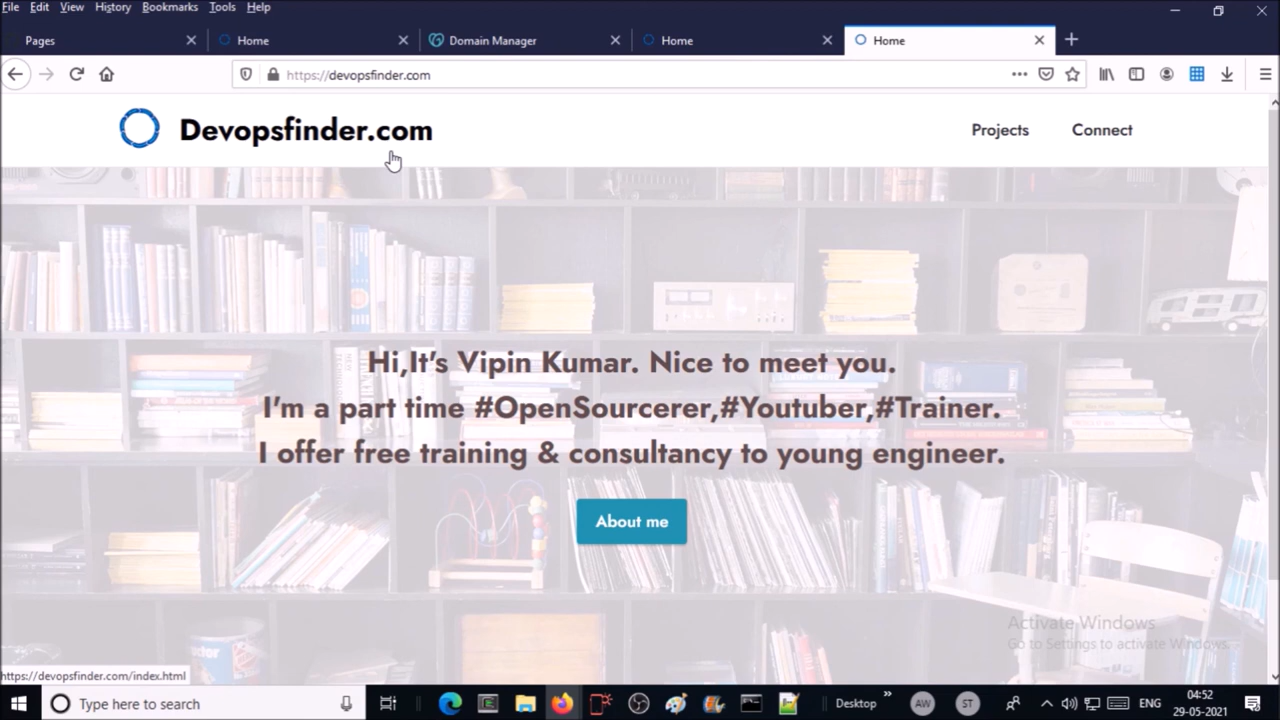 File Edit View History Bookmarks Tools Help
Pages Home Domain Manager Home Home
https://devopsfinder.com
Devopsfinder.com
Projects Connect
Hi,It's Vipin Kumar. Nice to meet you.
I'm a part time #OpenSourcerer,#Youtuber,#Trainer.
I offer free training & consultancy to young engineer.
About me
Activate Windows
Go to Settings to activate Windows.
https://devopsfinder.com/index.html
Type here to search
Desktop
AW
ST
ENG
04:52
29-05-2021